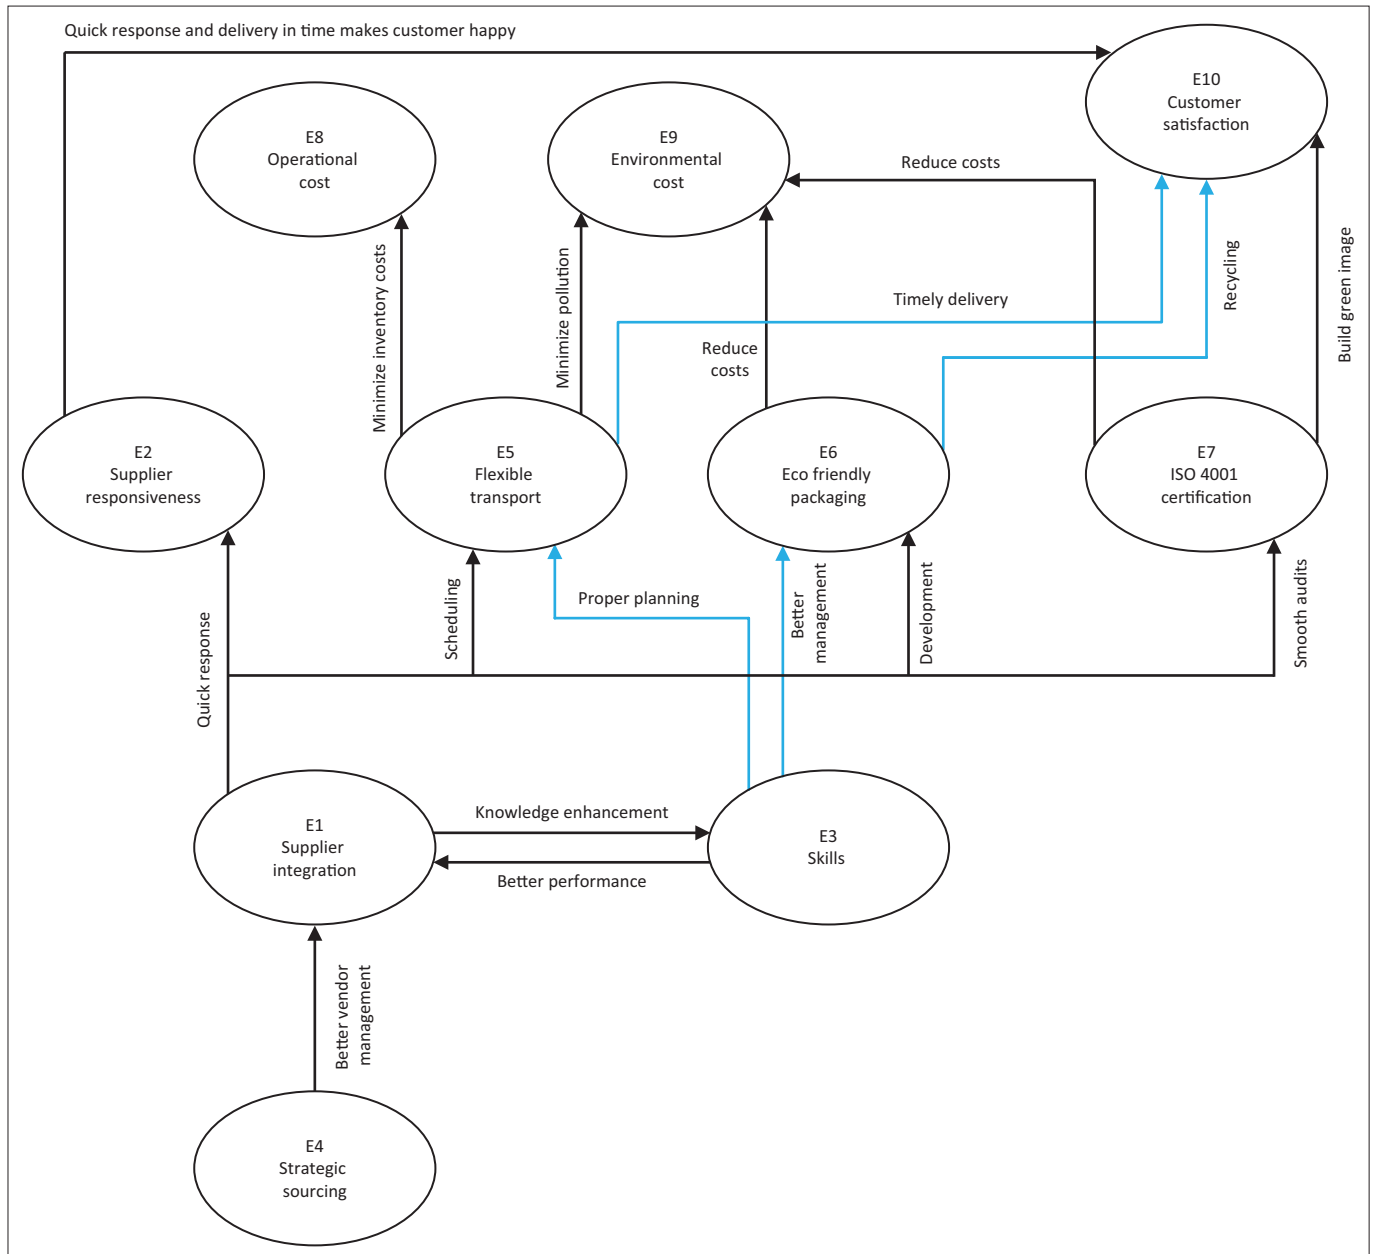 Quick response and delivery in time makes customer happy
E10
Customer
satisfaction
E8
Operational
cost
E9
Environmental
cost
Reduce costs
Minimize inventory costs
Minimize pollution
Timely delivery
Recycling
Build green image
Reduce
costs
E2
Supplier
responsiveness
E5
Flexible
transport
E6
Eco friendly
packaging
E7
ISO 4001
certification
Quick response
Scheduling
Proper planning
Better
management
Development
Smooth audits
E1
Supplier
integration
Knowledge enhancement
Better performance
E3
Skills
Better vendor
management
E4
Strategic
sourcing